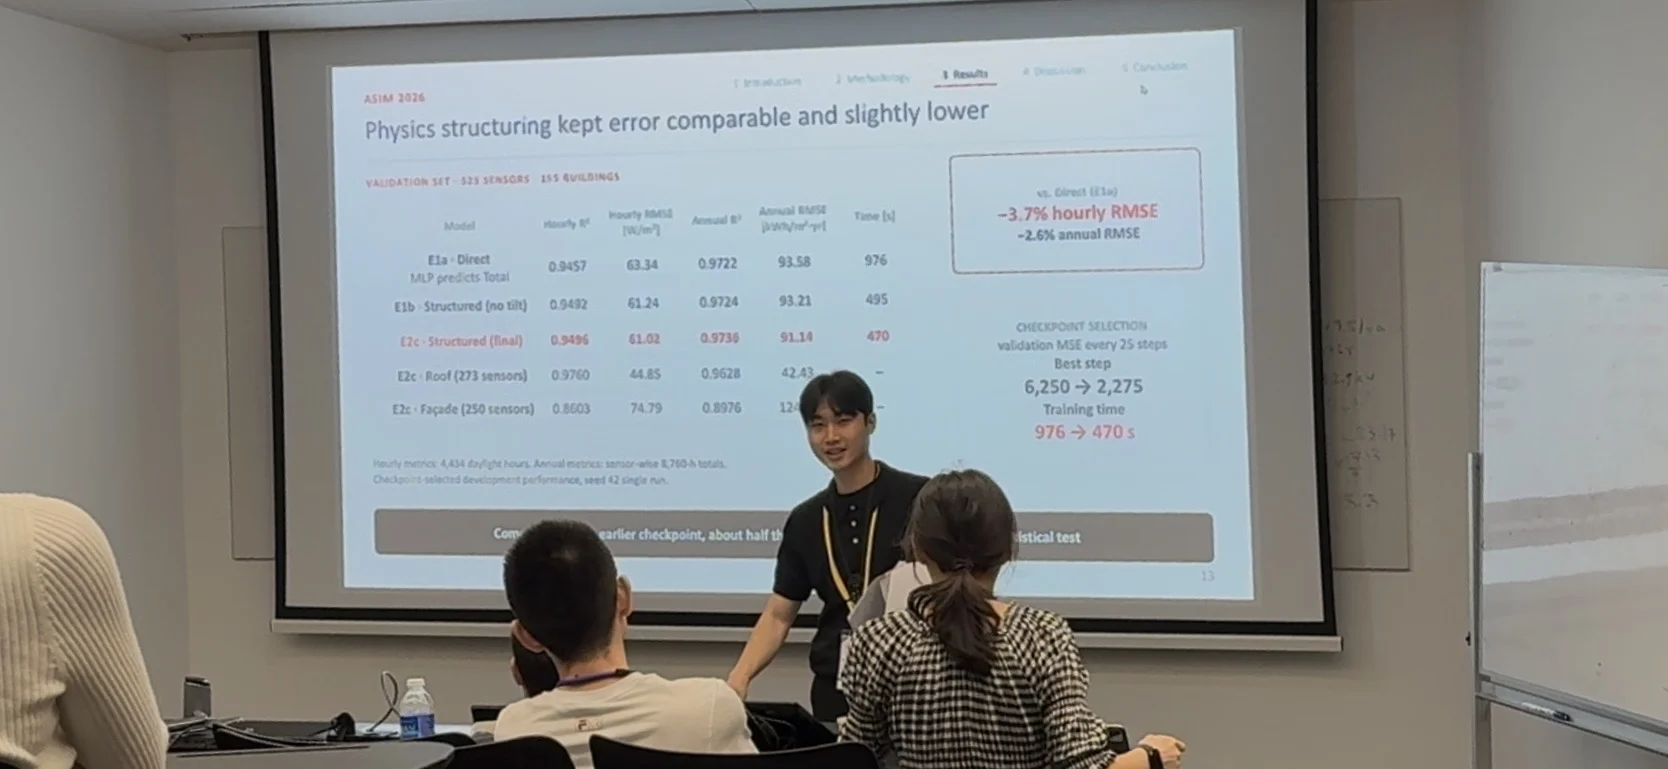 1 Introduction 2 Methodology 3 Results 4 Discussion 5 Conclusion
ASIM 2026
Physics structuring kept error comparable and slightly lower
VALIDATION SET · 523 SENSORS · 155 BUILDINGS
Model Hourly R² Hourly RMSE [W/m²] Annual R² Annual RMSE [kWh/m²·yr] Time [s]
E1a · Direct
MLP predicts Total 0.9457 63.34 0.9722 93.58 976
E1b · Structured (no tilt) 0.9492 61.24 0.9724 93.21 495
E2c · Structured (final) 0.9496 61.02 0.9736 91.14 470
E2c · Roof (273 sensors) 0.9760 44.85 0.9628 42.43 –
E2c · Façade (250 sensors) 0.8603 74.79 0.8976 –
Hourly metrics: 4,434 daylight hours. Annual metrics: sensor-wise 8,760-h totals.
Checkpoint-selected development performance, seed 42 single run.
vs. Direct (E1a)
−3.7% hourly RMSE
−2.6% annual RMSE
CHECKPOINT SELECTION
validation MSE every 25 steps
Best step
6,250 → 2,275
Training time
976 → 470 s
earlier checkpoint, about half test
13